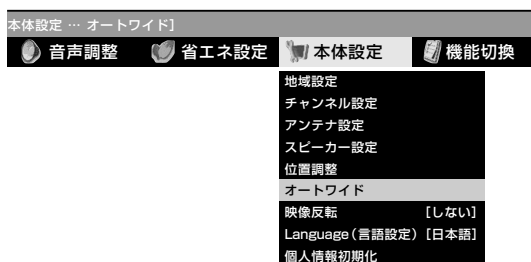 本体設定 … オートワイド]
音声調整 省エネ設定 本体設定 機能切換
地域設定
チャンネル設定
アンテナ設定
スピーカー設定
位置調整
オートワイド
映像反転 [しない]
Language(言語設定) [日本語]
個人情報初期化